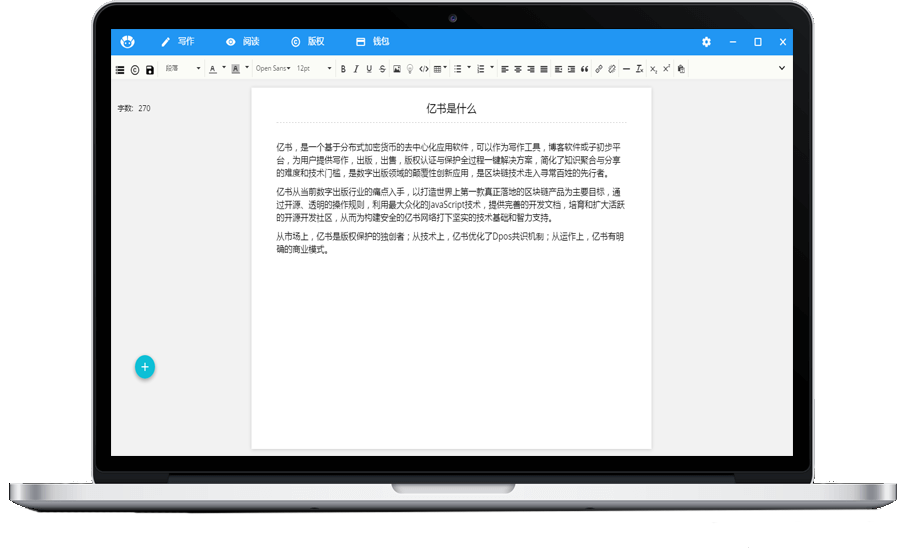 写作 阅读 版权 钱包
段落 A A Open Sans 12pt B I U S
字数: 270
亿书是什么
亿书，是一个基于分布式加密货币的去中心化应用软件，可以作为写作工具，博客软件或子初步平
台，为用户提供写作，出版，出售，版权认证与保护全过程一键解决方案，简化了知识聚合与分享
的难度和技术门槛，是数字出版领域的颠覆性创新应用，是区块链技术走入寻常百姓的先行者。
亿书从当前数字出版行业的痛点入手，以打造世界上第一款真正落地的区块链产品为主要目标，通
过开源、透明的操作规则，利用最大众化的JavaScript技术，提供完善的开发文档，培育和扩大活跃
的开源开发社区，从而为构建安全的亿书网络打下坚实的技术基础和智力支持。
从市场上，亿书是版权保护的独创者；从技术上，亿书优化了Dpos共识机制；从运作上，亿书有明
确的商业模式。